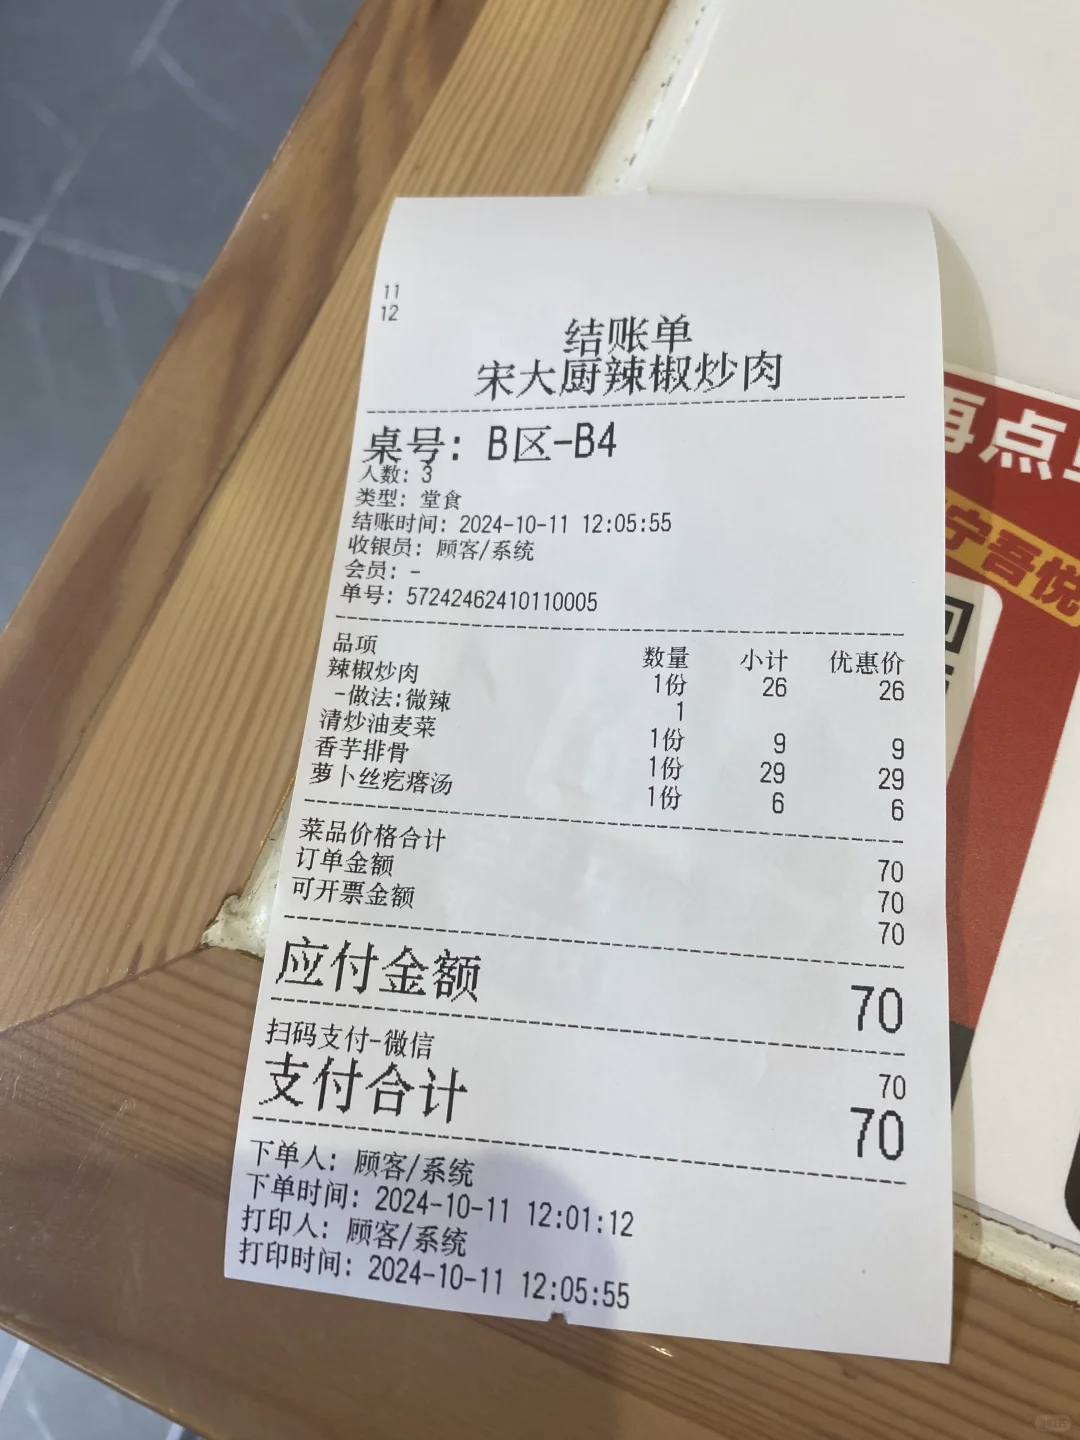 11
12
结账单
宋大厨辣椒炒肉
桌号: B区-B4
人数: 3
类型: 堂食
结账时间: 2024-10-11 12:05:55
收银员: 顾客/系统
会员: -
单号: 57242462410110005
品项 数量 小计 优惠价
辣椒炒肉 1份 26 26
-做法:微辣 1
清炒油麦菜 1份 9 9
香芋排骨 1份 29 29
萝卜丝疙瘩汤 1份 6 6
菜品价格合计 70
订单金额 70
可开票金额 70
应付金额 70
扫码支付-微信 70
支付合计 70
下单人: 顾客/系统
下单时间: 2024-10-11 12:01:12
打印人: 顾客/系统
打印时间: 2024-10-11 12:05:55
再点
宁吾悦